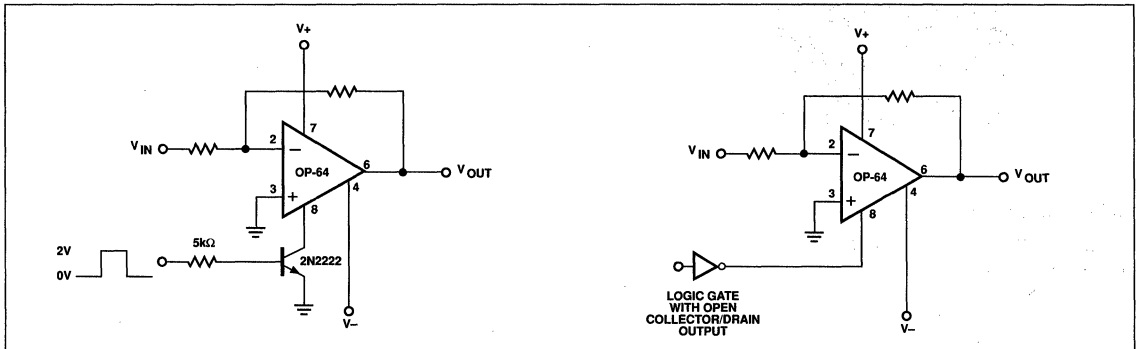 V+
7
2
V IN
−
OP-64
6
V OUT
3
+
4
8
5kΩ
2V
0V
2N2222
V−
V+
7
2
V IN
−
OP-64
6
V OUT
3
+
4
8
LOGIC GATE
WITH OPEN
COLLECTOR/DRAIN
OUTPUT
V−